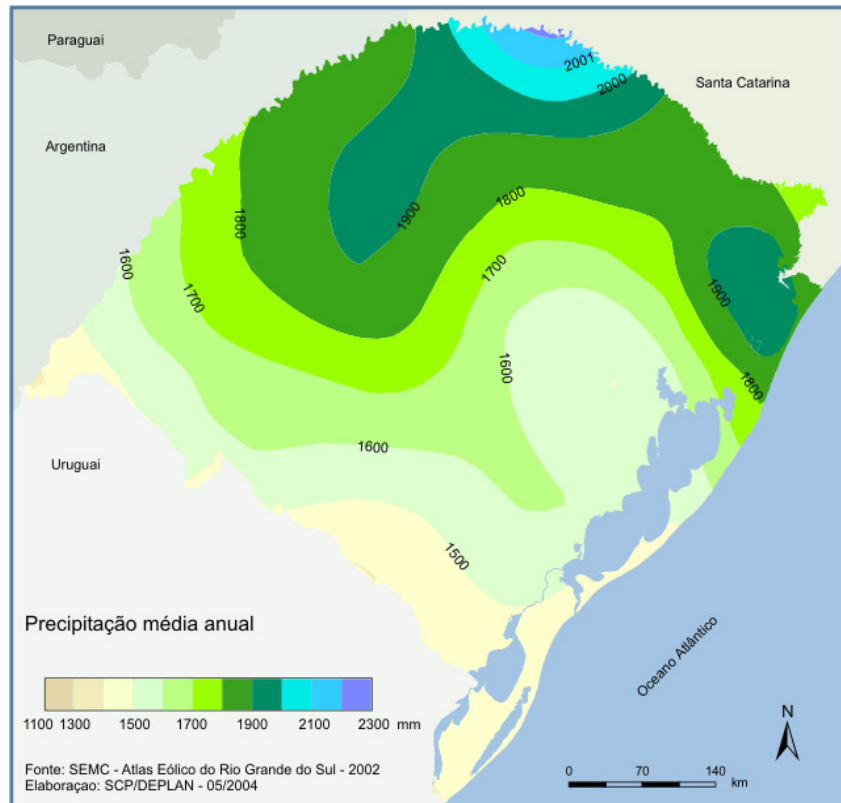 Paraguai
Santa Catarina
Argentina
2001
2000
1900
1800
1800
1600
1700
1700
1900
1600
1800
1600
Uruguai
1500
Precipitação média anual
1100 1300 1500 1700 1900 2100 2300 mm
Oceano Atlântico
N
Fonte: SEMC - Atlas Eólico do Rio Grande do Sul - 2002
Elaboraçao: SCP/DEPLAN - 05/2004
0 70 140
km